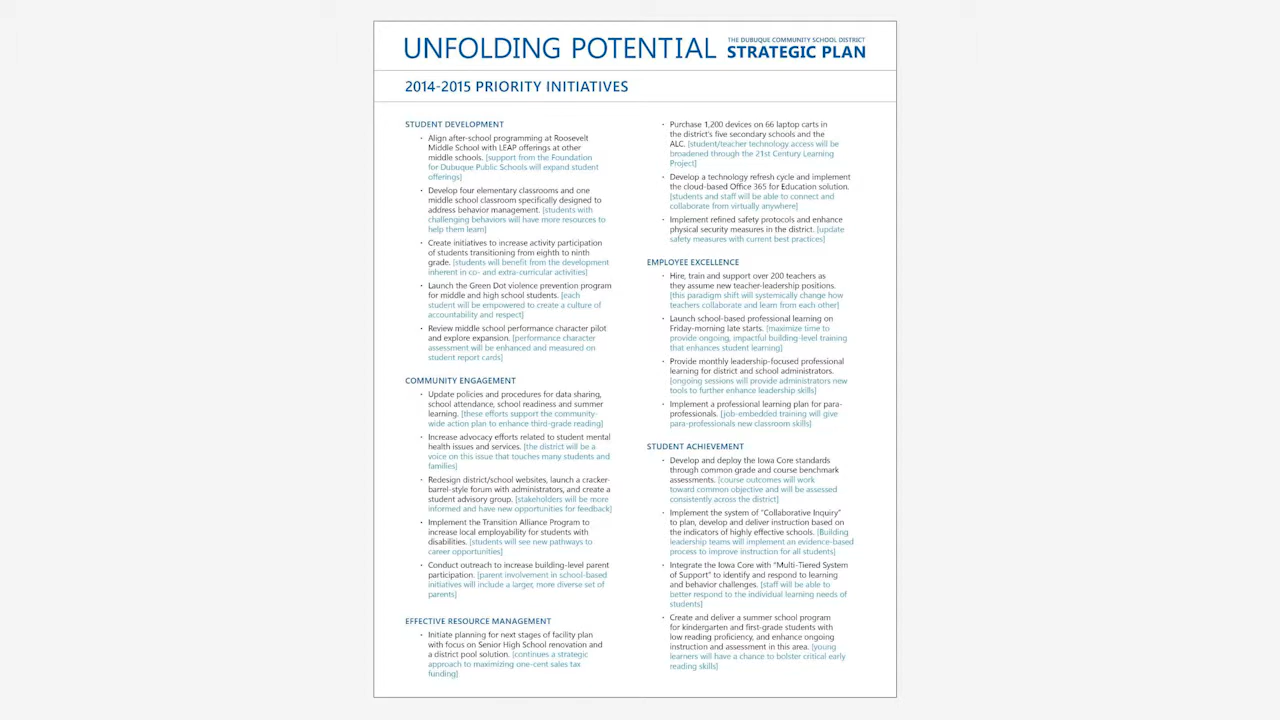 UNFOLDING POTENTIAL
THE DUBUQUE COMMUNITY SCHOOL DISTRICT
STRATEGIC PLAN
2014-2015 PRIORITY INITIATIVES
STUDENT DEVELOPMENT
· Align after-school programming at Roosevelt
Middle School with LEAP offerings at other
middle schools. [support from the Foundation
for Dubuque Public Schools will expand student
offerings]
· Develop four elementary classrooms and one
middle school classroom specifically designed to
address behavior management. [students with
challenging behaviors will have more resources to
help them learn]
· Create initiatives to increase activity participation
of students transitioning from eighth to ninth
grade. [students will benefit from the development
inherent in co- and extra-curricular activities]
· Launch the Green Dot violence prevention program
for middle and high school students. [each
student will be empowered to create a culture of
accountability and respect]
· Review middle school performance character pilot
and explore expansion. [performance character
assessment will be enhanced and measured on
student report cards]
COMMUNITY ENGAGEMENT
· Update policies and procedures for data sharing,
school attendance, school readiness and summer
learning. [these efforts support the community-
wide action plan to enhance third-grade reading]
· Increase advocacy efforts related to student mental
health issues and services. [the district will be a
voice on this issue that touches many students and
families]
· Redesign district/school websites, launch a cracker-
barrel-style forum with administrators, and create a
student advisory group. [stakeholders will be more
informed and have new opportunities for feedback]
· Implement the Transition Alliance Program to
increase local employability for students with
disabilities. [students will see new pathways to
career opportunities]
· Conduct outreach to increase building-level parent
participation. [parent involvement in school-based
initiatives will include a larger, more diverse set of
parents]
EFFECTIVE RESOURCE MANAGEMENT
· Initiate planning for next stages of facility plan
with focus on Senior High School renovation and
a district pool solution. [continues a strategic
approach to maximizing one-cent sales tax
funding]
· Purchase 1,200 devices on 66 laptop carts in
the district's five secondary schools and the
ALC. [student/teacher technology access will be
broadened through the 21st Century Learning
Project]
· Develop a technology refresh cycle and implement
the cloud-based Office 365 for Education solution.
[students and staff will be able to connect and
collaborate from virtually anywhere]
· Implement refined safety protocols and enhance
physical security measures in the district. [update
safety measures with current best practices]
EMPLOYEE EXCELLENCE
· Hire, train and support over 200 teachers as
they assume new teacher-leadership positions.
[this paradigm shift will systemically change how
teachers collaborate and learn from each other]
· Launch school-based professional learning on
Friday-morning late starts. [maximize time to
provide ongoing, impactful building-level training
that enhances student learning]
· Provide monthly leadership-focused professional
learning for district and school administrators.
[ongoing sessions will provide administrators new
tools to further enhance leadership skills]
· Implement a professional learning plan for para-
professionals. [job-embedded training will give
para-professionals new classroom skills]
STUDENT ACHIEVEMENT
· Develop and deploy the Iowa Core standards
through common grade and course benchmark
assessments. [course outcomes will work
toward common objective and will be assessed
consistently across the district]
· Implement the system of "Collaborative Inquiry"
to plan, develop and deliver instruction based on
the indicators of highly effective schools. [Building
leadership teams will implement an evidence-based
process to improve instruction for all students]
· Integrate the Iowa Core with "Multi-Tiered System
of Support" to identify and respond to learning
and behavior challenges. [staff will be able to
better respond to the individual learning needs of
students]
· Create and deliver a summer school program
for kindergarten and first-grade students with
low reading proficiency, and enhance ongoing
instruction and assessment in this area. [young
learners will have a chance to bolster critical early
reading skills]